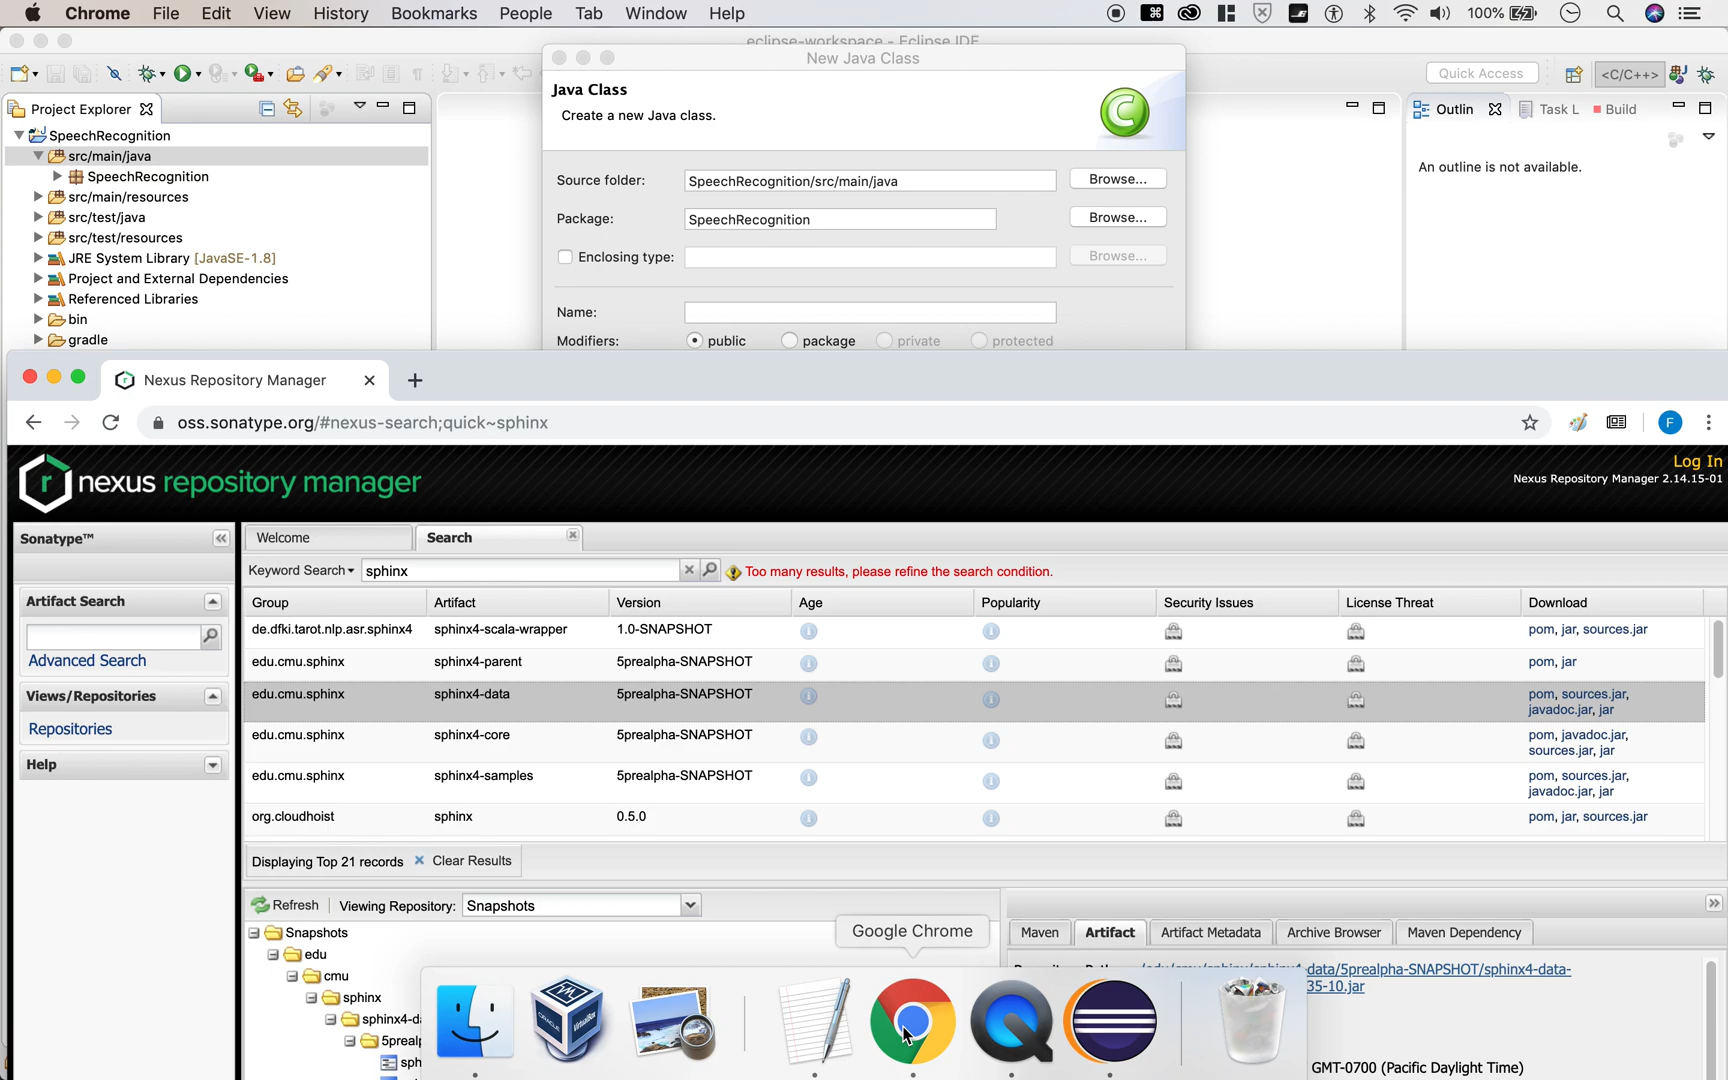 Chrome File Edit View History Bookmarks People Tab Window Help 100%
eclipse-workspace - Eclipse IDE
New Java Class
Quick Access <C/C++>
Java Class
Create a new Java class.
Project Explorer
Outlin Task L Build
An outline is not available.
SpeechRecognition
src/main/java
SpeechRecognition
src/main/resources
src/test/java
src/test/resources
JRE System Library [JavaSE-1.8]
Project and External Dependencies
Referenced Libraries
bin
gradle
Source folder: SpeechRecognition/src/main/java Browse...
Package: SpeechRecognition Browse...
Enclosing type: Browse...
Name:
Modifiers: public package private protected
Nexus Repository Manager
oss.sonatype.org/#nexus-search;quick~sphinx F
nexus repository manager
Log In
Nexus Repository Manager 2.14.15-01
Sonatype™
Artifact Search
Advanced Search
Views/Repositories
Repositories
Help
Welcome Search
Keyword Search sphinx Too many results, please refine the search condition.
Group Artifact Version Age Popularity Security Issues License Threat Download
de.dfki.tarot.nlp.asr.sphinx4 sphinx4-scala-wrapper 1.0-SNAPSHOT pom, jar, sources.jar
edu.cmu.sphinx sphinx4-parent 5prealpha-SNAPSHOT pom, jar
edu.cmu.sphinx sphinx4-data 5prealpha-SNAPSHOT pom, sources.jar,
javadoc.jar, jar
edu.cmu.sphinx sphinx4-core 5prealpha-SNAPSHOT pom, javadoc.jar,
sources.jar, jar
edu.cmu.sphinx sphinx4-samples 5prealpha-SNAPSHOT pom, sources.jar,
javadoc.jar, jar
org.cloudhoist sphinx 0.5.0 pom, jar, sources.jar
Displaying Top 21 records Clear Results
Refresh Viewing Repository: Snapshots
Snapshots
edu
cmu
sphinx
sphinx4-d
5preal
sph
Google Chrome
Maven Artifact Artifact Metadata Archive Browser Maven Dependency
-data/5prealpha-SNAPSHOT/sphinx4-data-
35-10.jar
GMT-0700 (Pacific Daylight Time)
ORACLE
VirtualBox